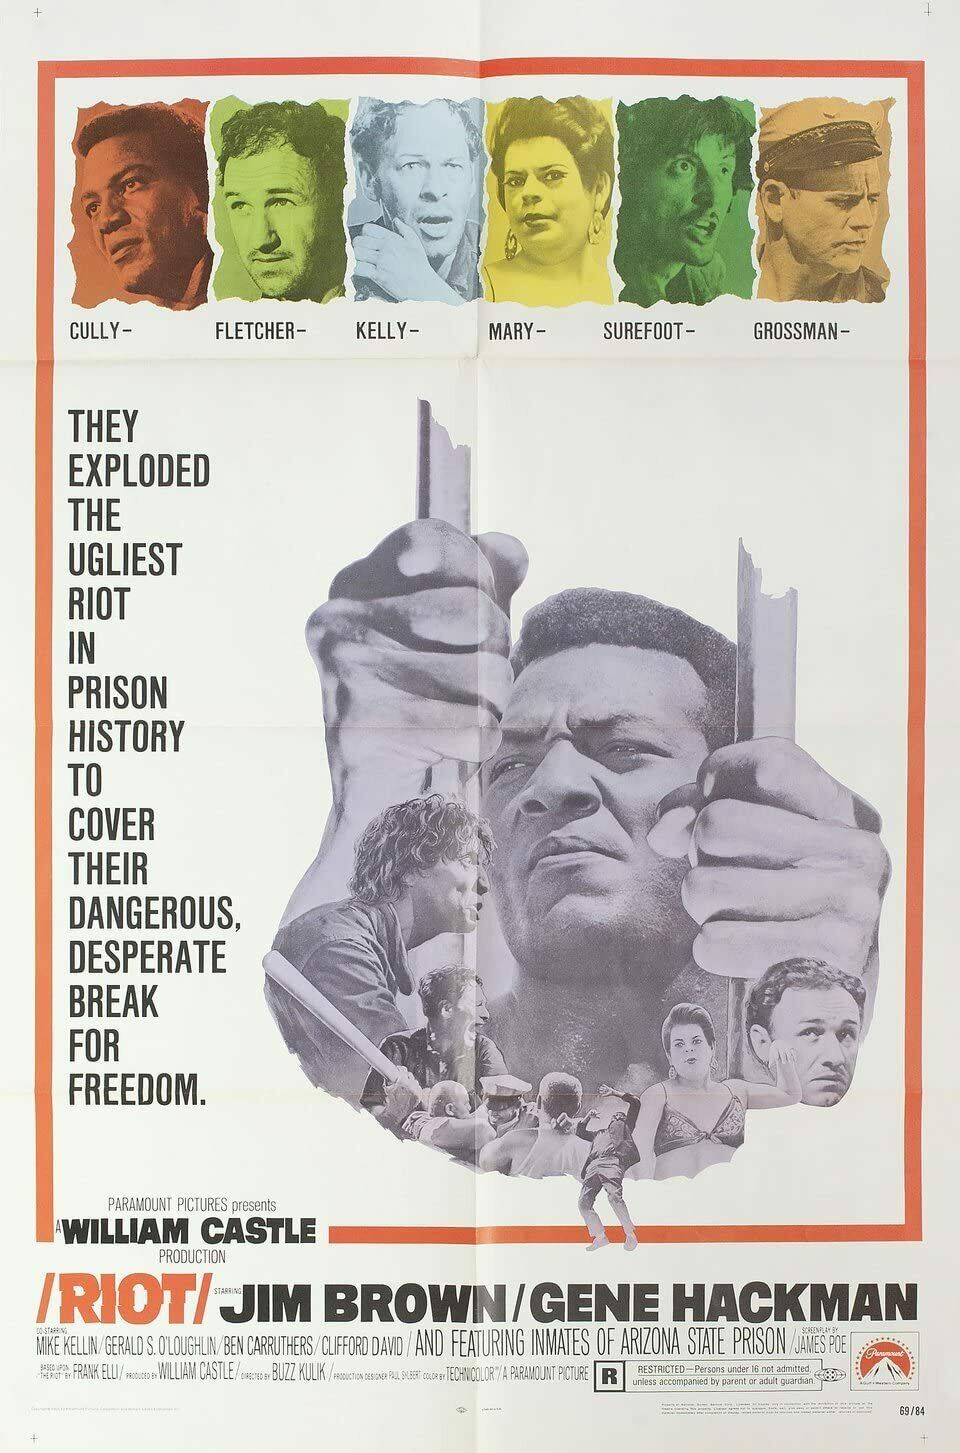 CULLY–
FLETCHER–
KELLY–
MARY–
SUREFOOT–
GROSSMAN–
THEY
EXPLODED
THE
UGLIEST
RIOT
IN
PRISON
HISTORY
TO
COVER
THEIR
DANGEROUS,
DESPERATE
BREAK
FOR
FREEDOM.
PARAMOUNT PICTURES presents
A WILLIAM CASTLE
PRODUCTION
/RIOT/ STARRING JIM BROWN/GENE HACKMAN
CO-STARRING MIKE KELLIN/GERALD S. O'LOUGHLIN/BEN CARRUTHERS/CLIFFORD DAVID/AND FEATURING INMATES OF ARIZONA STATE PRISON/SCREENPLAY BY JAMES POE
BASED UPON "THE RIOT" BY FRANK ELLI/PRODUCED BY WILLIAM CASTLE/DIRECTED BY BUZZ KULIK/PRODUCTION DESIGNER PAUL SYLBERT COLOR BY TECHNICOLOR®/A PARAMOUNT PICTURE
R
RESTRICTED—Persons under 16 not admitted,
unless accompanied by parent or adult guardian.
Paramount
A Gulf + Western Company
69/84